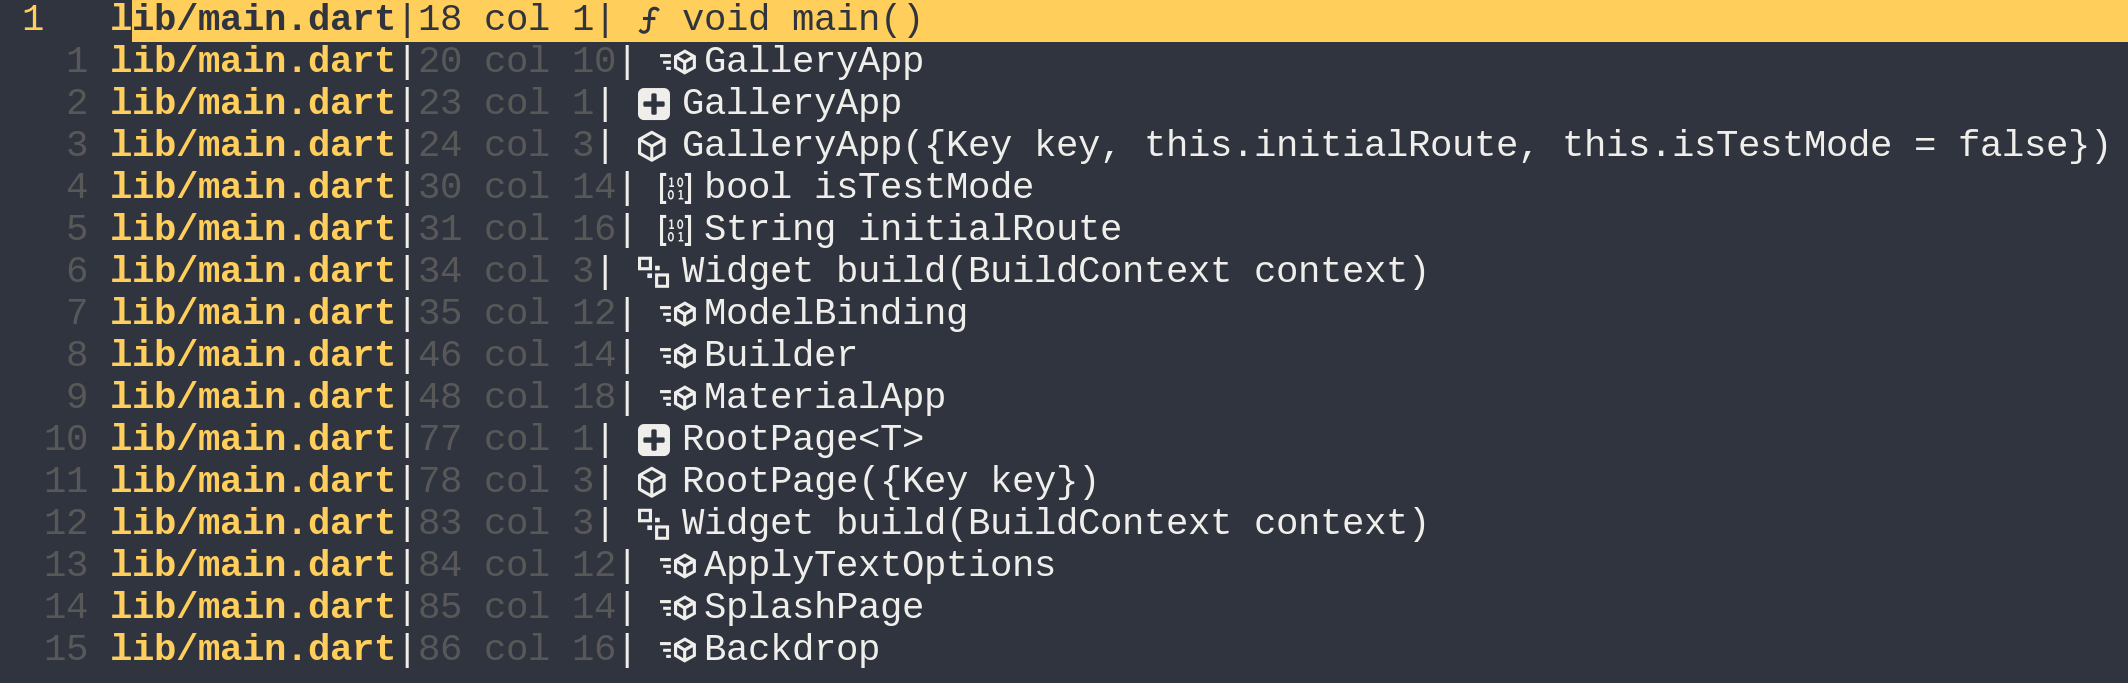 1 lib/main.dart|18 col 1| ƒ void main()
1 lib/main.dart|20 col 10| GalleryApp
2 lib/main.dart|23 col 1| GalleryApp
3 lib/main.dart|24 col 3| GalleryApp({Key key, this.initialRoute, this.isTestMode = false})
4 lib/main.dart|30 col 14| bool isTestMode
5 lib/main.dart|31 col 16| String initialRoute
6 lib/main.dart|34 col 3| Widget build(BuildContext context)
7 lib/main.dart|35 col 12| ModelBinding
8 lib/main.dart|46 col 14| Builder
9 lib/main.dart|48 col 18| MaterialApp
10 lib/main.dart|77 col 1| RootPage<T>
11 lib/main.dart|78 col 3| RootPage({Key key})
12 lib/main.dart|83 col 3| Widget build(BuildContext context)
13 lib/main.dart|84 col 12| ApplyTextOptions
14 lib/main.dart|85 col 14| SplashPage
15 lib/main.dart|86 col 16| Backdrop